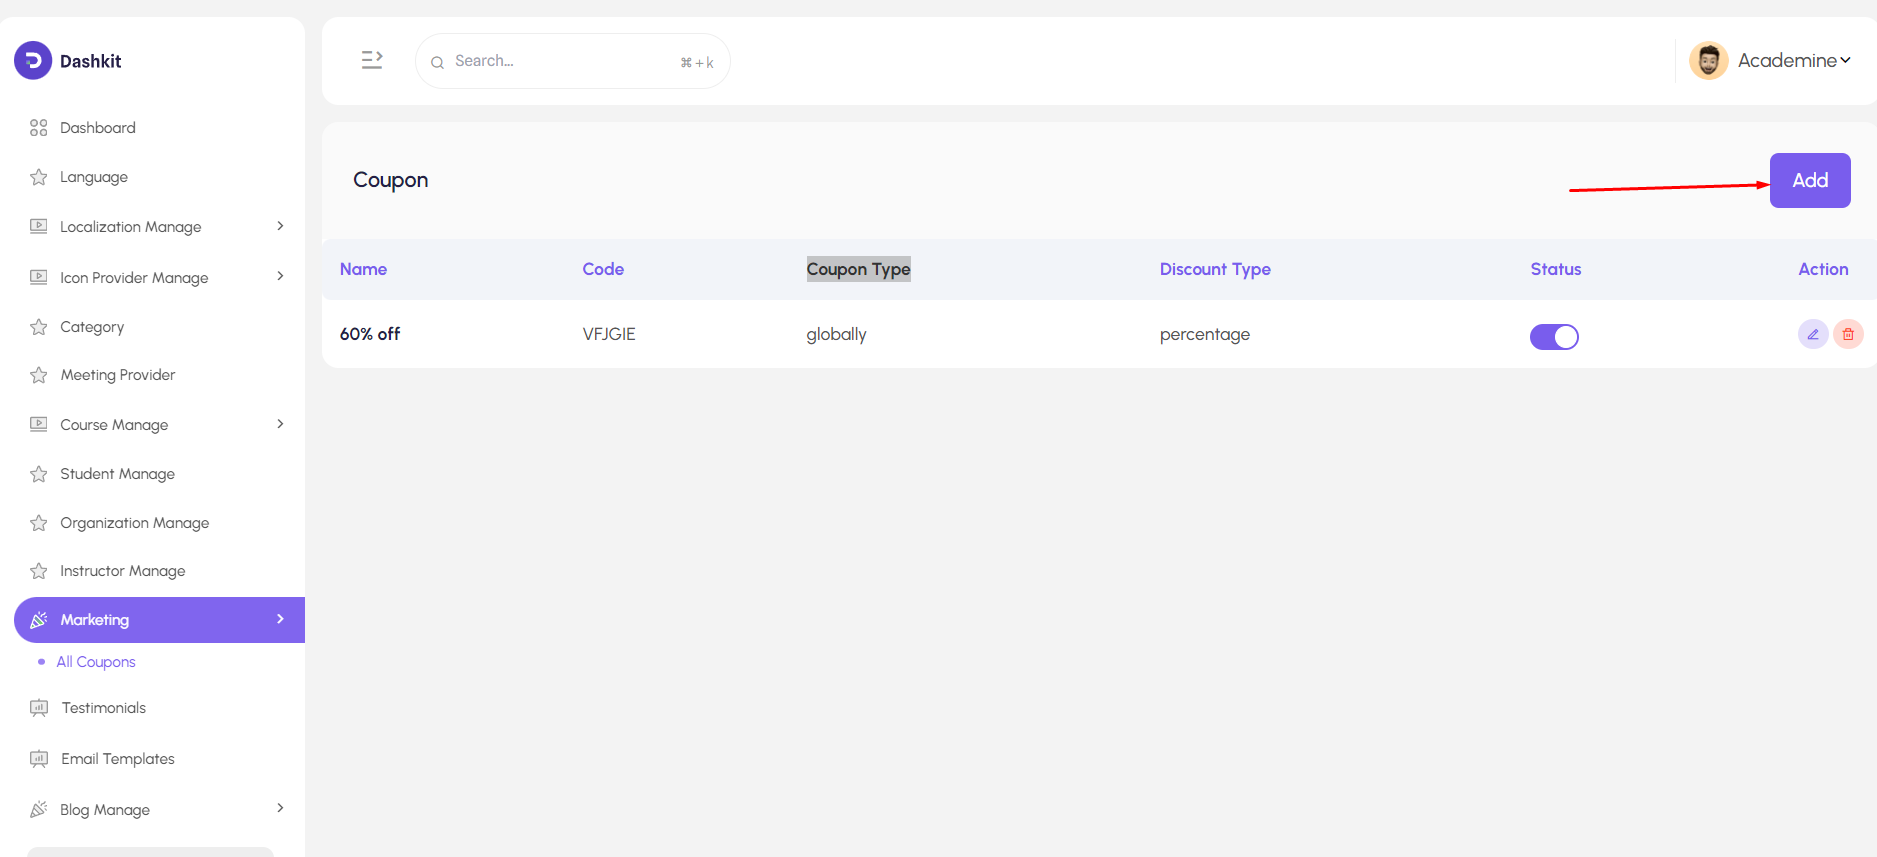 Dashkit
Search...
⌘+k
Academine
Dashboard
Language
Localization Manage
Icon Provider Manage
Category
Meeting Provider
Course Manage
Student Manage
Organization Manage
Instructor Manage
Marketing
All Coupons
Testimonials
Email Templates
Blog Manage
Coupon
Add
Name Code Coupon Type Discount Type Status Action
60% off VFJGIE globally percentage